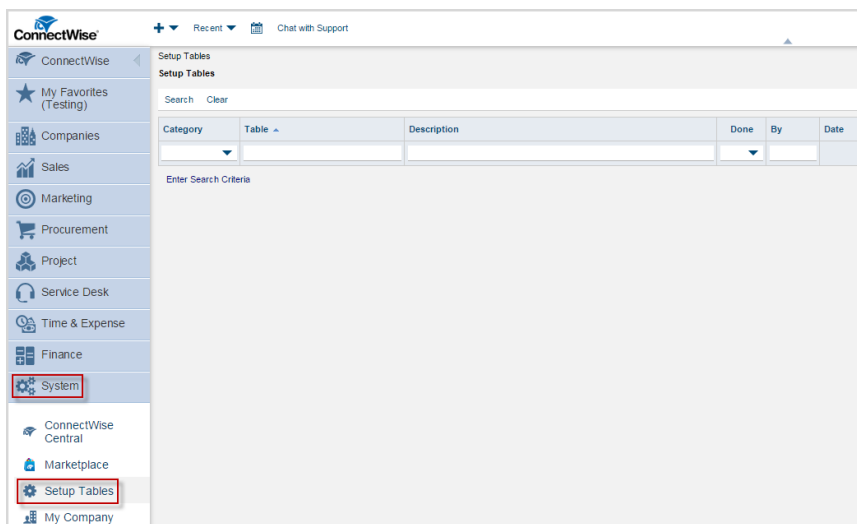 ConnectWise
Recent
Chat with Support
ConnectWise
My Favorites
(Testing)
Companies
Sales
Marketing
Procurement
Project
Service Desk
Time & Expense
Finance
System
ConnectWise
Central
Marketplace
Setup Tables
My Company
Setup Tables
Setup Tables
Search Clear
Category Table Description Done By Date
Enter Search Criteria